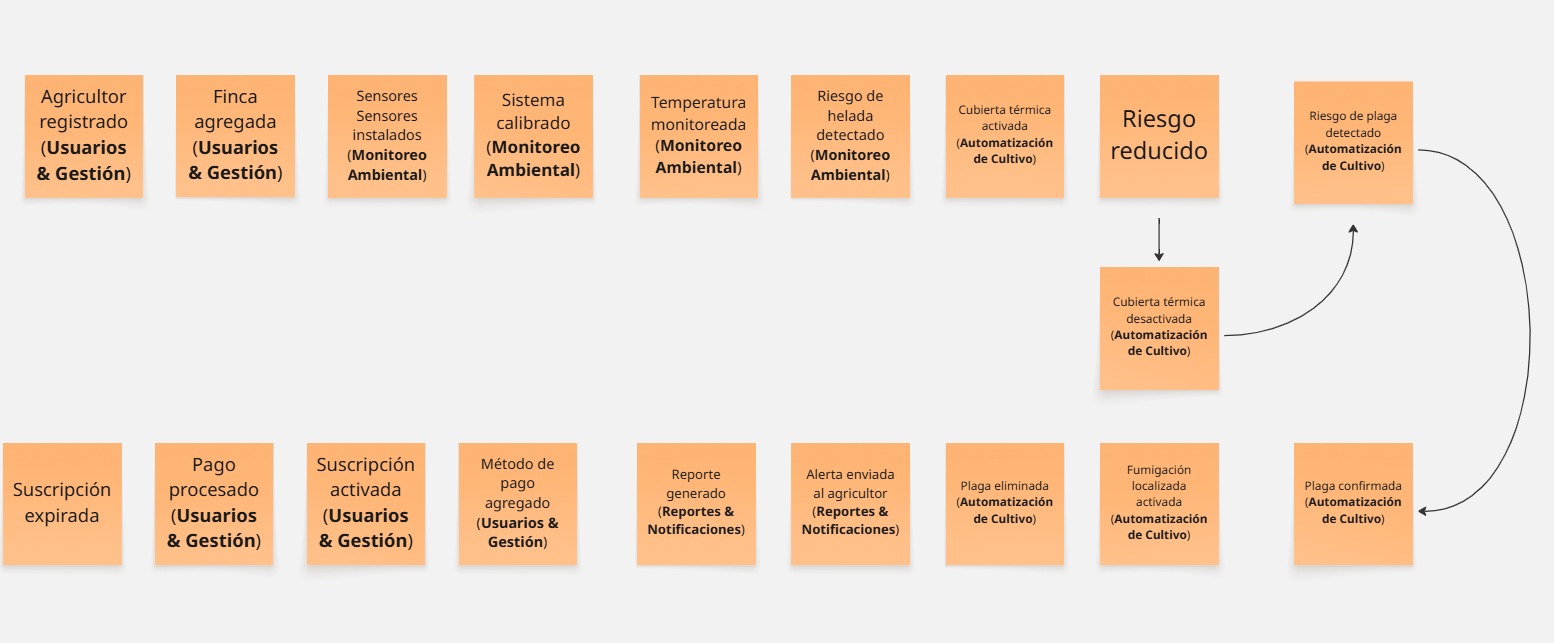 Agricultor
registrado
(Usuarios
& Gestión)
Finca
agregada
(Usuarios
& Gestión)
Sensores
Sensores
instalados
(Monitoreo
Ambiental)
Sistema
calibrado
(Monitoreo
Ambiental)
Temperatura
monitoreada
(Monitoreo
Ambiental)
Riesgo de
helada
detectado
(Monitoreo
Ambiental)
Cubierta térmica
activada
(Automatización
de Cultivo)
Riesgo
reducido
Riesgo de plaga
detectado
(Automatización
de Cultivo)
Cubierta térmica
desactivada
(Automatización
de Cultivo)
Suscripción
expirada
Pago
procesado
(Usuarios
& Gestión)
Suscripción
activada
(Usuarios
& Gestión)
Método de
pago
agregado
(Usuarios &
Gestión)
Reporte
generado
(Reportes &
Notificaciones)
Alerta enviada
al agricultor
(Reportes &
Notificaciones)
Plaga eliminada
(Automatización
de Cultivo)
Fumigación
localizada
activada
(Automatización
de Cultivo)
Plaga confirmada
(Automatización
de Cultivo)